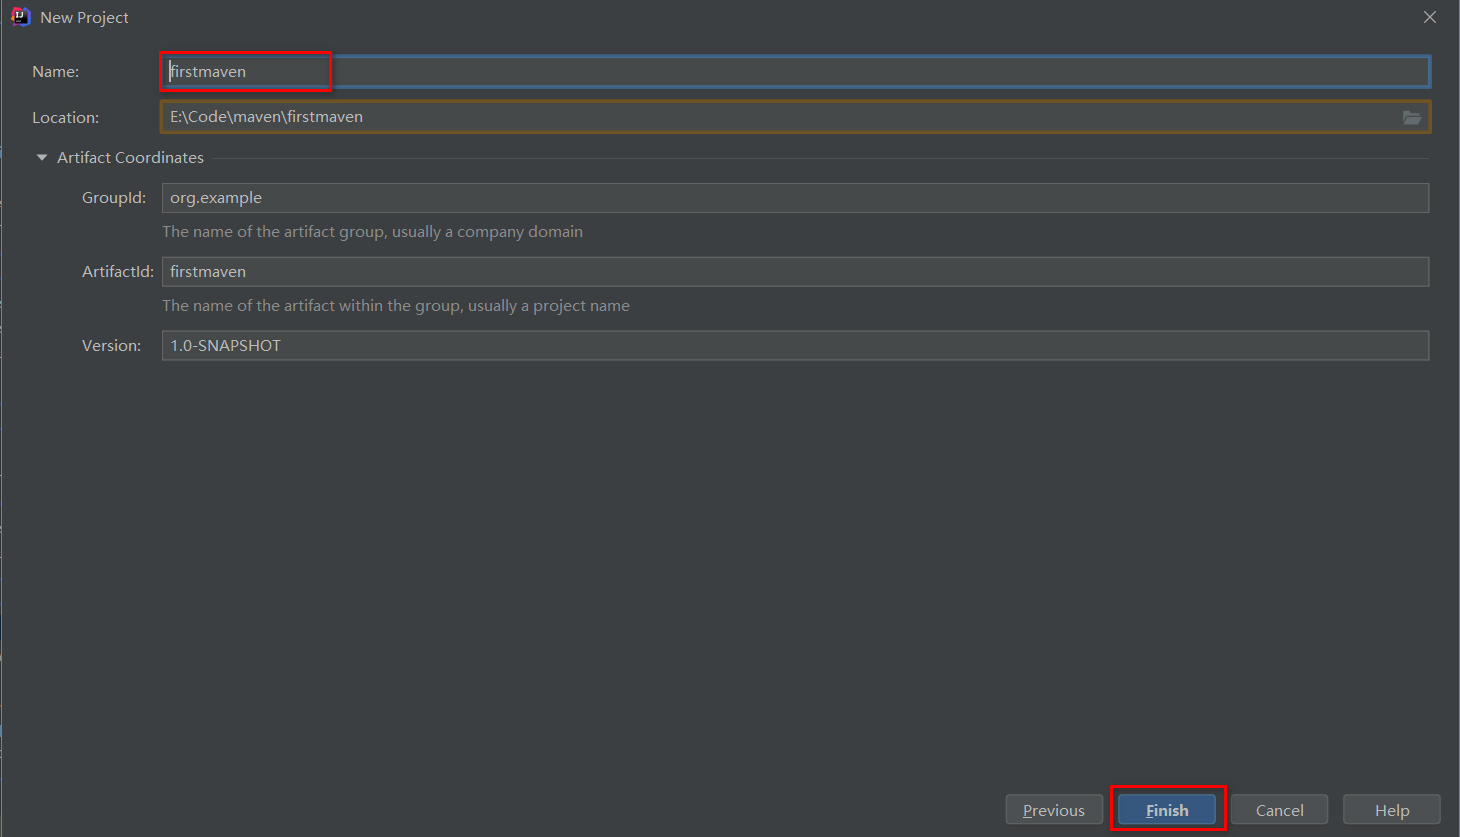 New Project
Name: firstmaven
Location: E:\Code\maven\firstmaven
Artifact Coordinates
GroupId: org.example
The name of the artifact group, usually a company domain
ArtifactId: firstmaven
The name of the artifact within the group, usually a project name
Version: 1.0-SNAPSHOT
Previous Finish Cancel Help